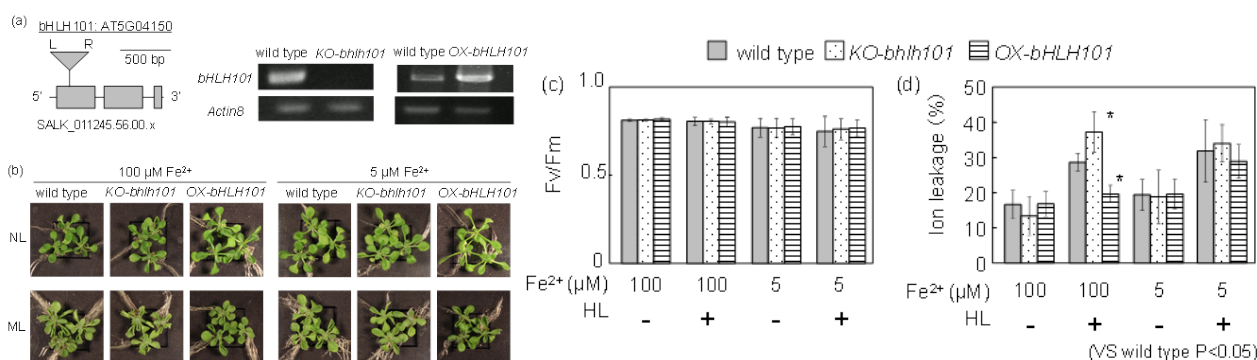 (a)
bHLH101: AT5G04150
L R
500 bp
5' 3'
SALK_011245.56.00.x
wild type KO-bhlh101
wild type OX-bHLH101
bHLH101
Actin8
(b)
100 µM Fe²⁺ 5 µM Fe²⁺
wild type KO-bhlh101 OX-bHLH101 wild type KO-bhlh101 OX-bHLH101
NL
ML
wild type KO-bhlh101 OX-bHLH101
(c)
Fv/Fm
1.0
0.5
0
Fe²⁺(µM) 100 100 5 5
HL - + - +
(d)
Ion leakage (%)
50
40
30
20
10
0
*
*
100 100 5 5
- + - +
(VS wild type P<0.05)